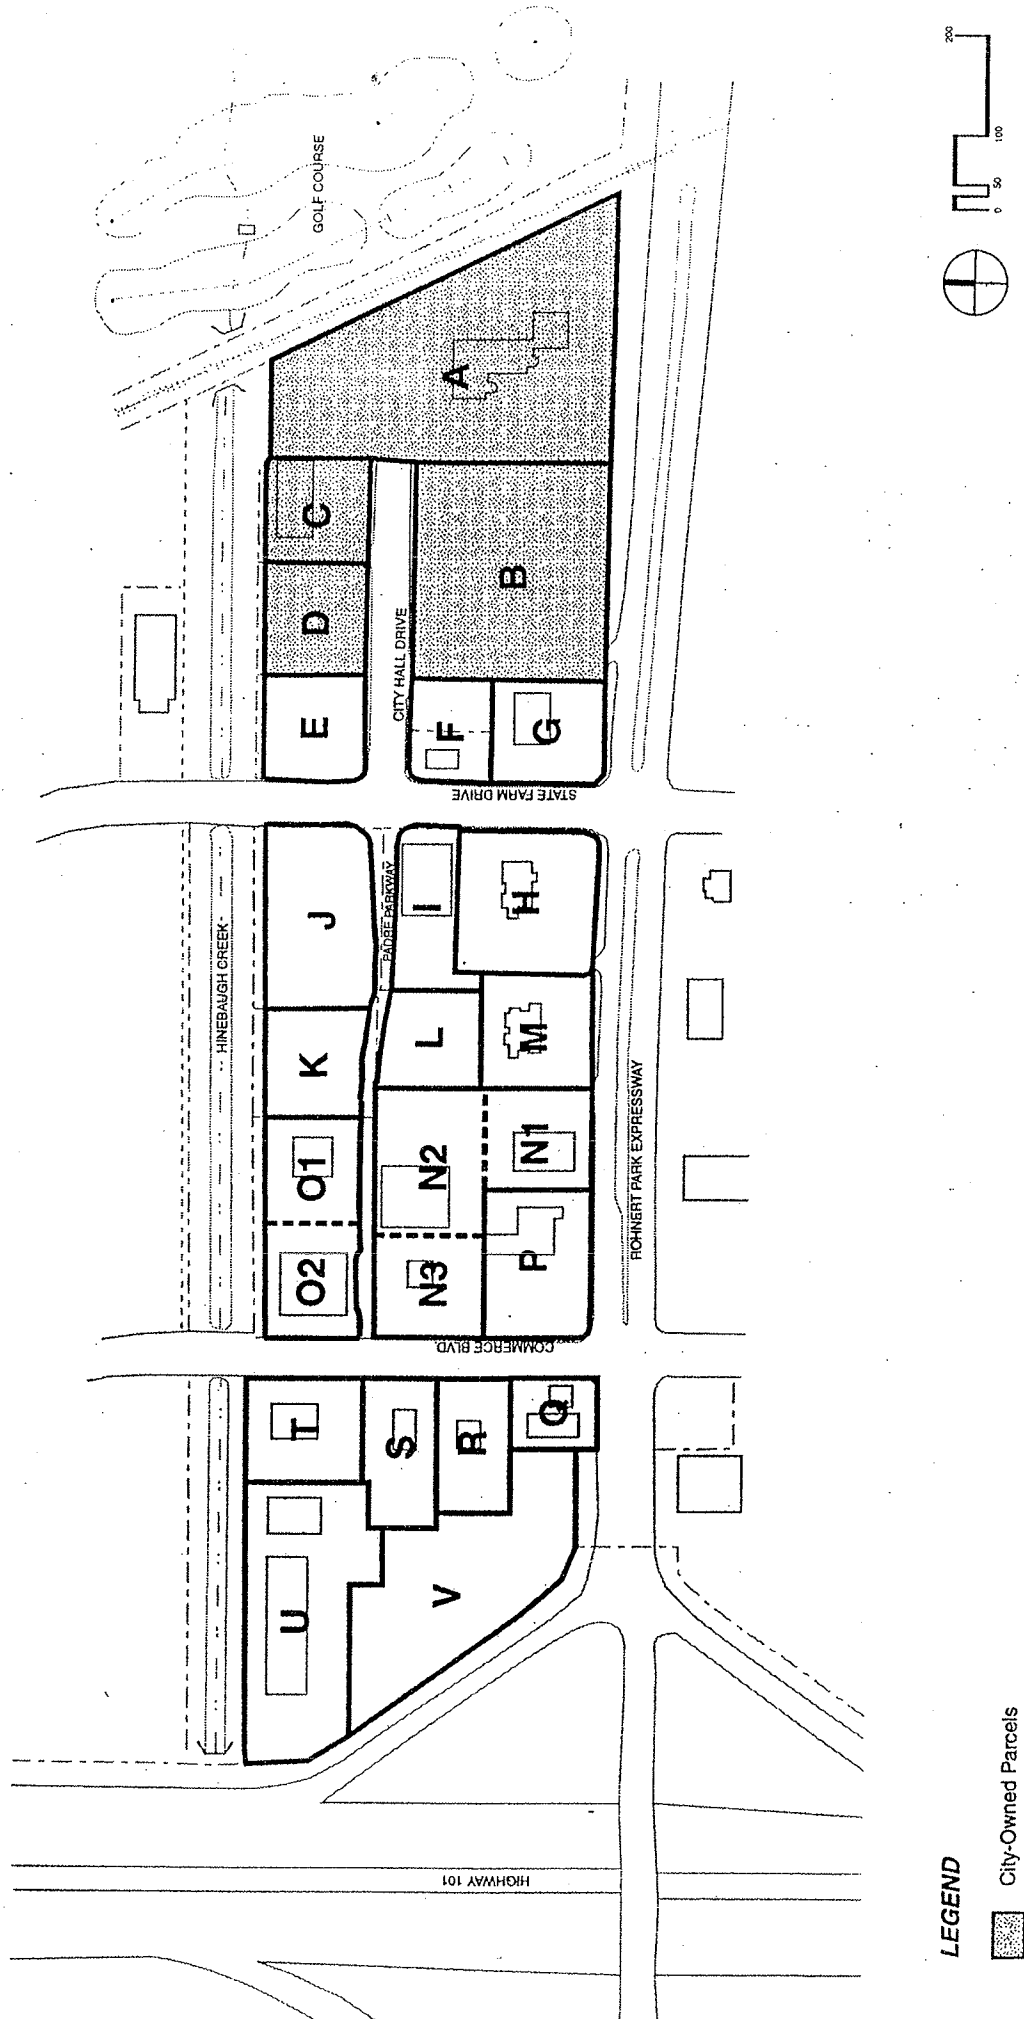 GOLF COURSE
A
C
D
B
E
CITY HALL DRIVE
F
G
STATE FARM DRIVE
HINEBAUGH CREEK
J
PADRE PARKWAY
I
H
K
L
M
O1
N2
N1
O2
N3
P
ROHNERT PARK EXPRESSWAY
COMMERCE BLVD.
T
S
R
Q
U
V
HIGHWAY 101
0
50
100
200
LEGEND
City-Owned Parcels